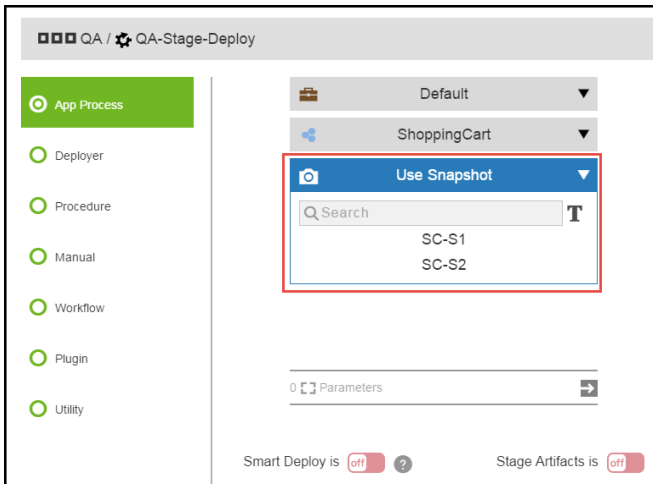 QA / QA-Stage-Deploy
App Process
Deployer
Procedure
Manual
Workflow
Plugin
Utility
Default
ShoppingCart
Use Snapshot
Search
T
SC-S1
SC-S2
0 Parameters
Smart Deploy is off ?
Stage Artifacts is off